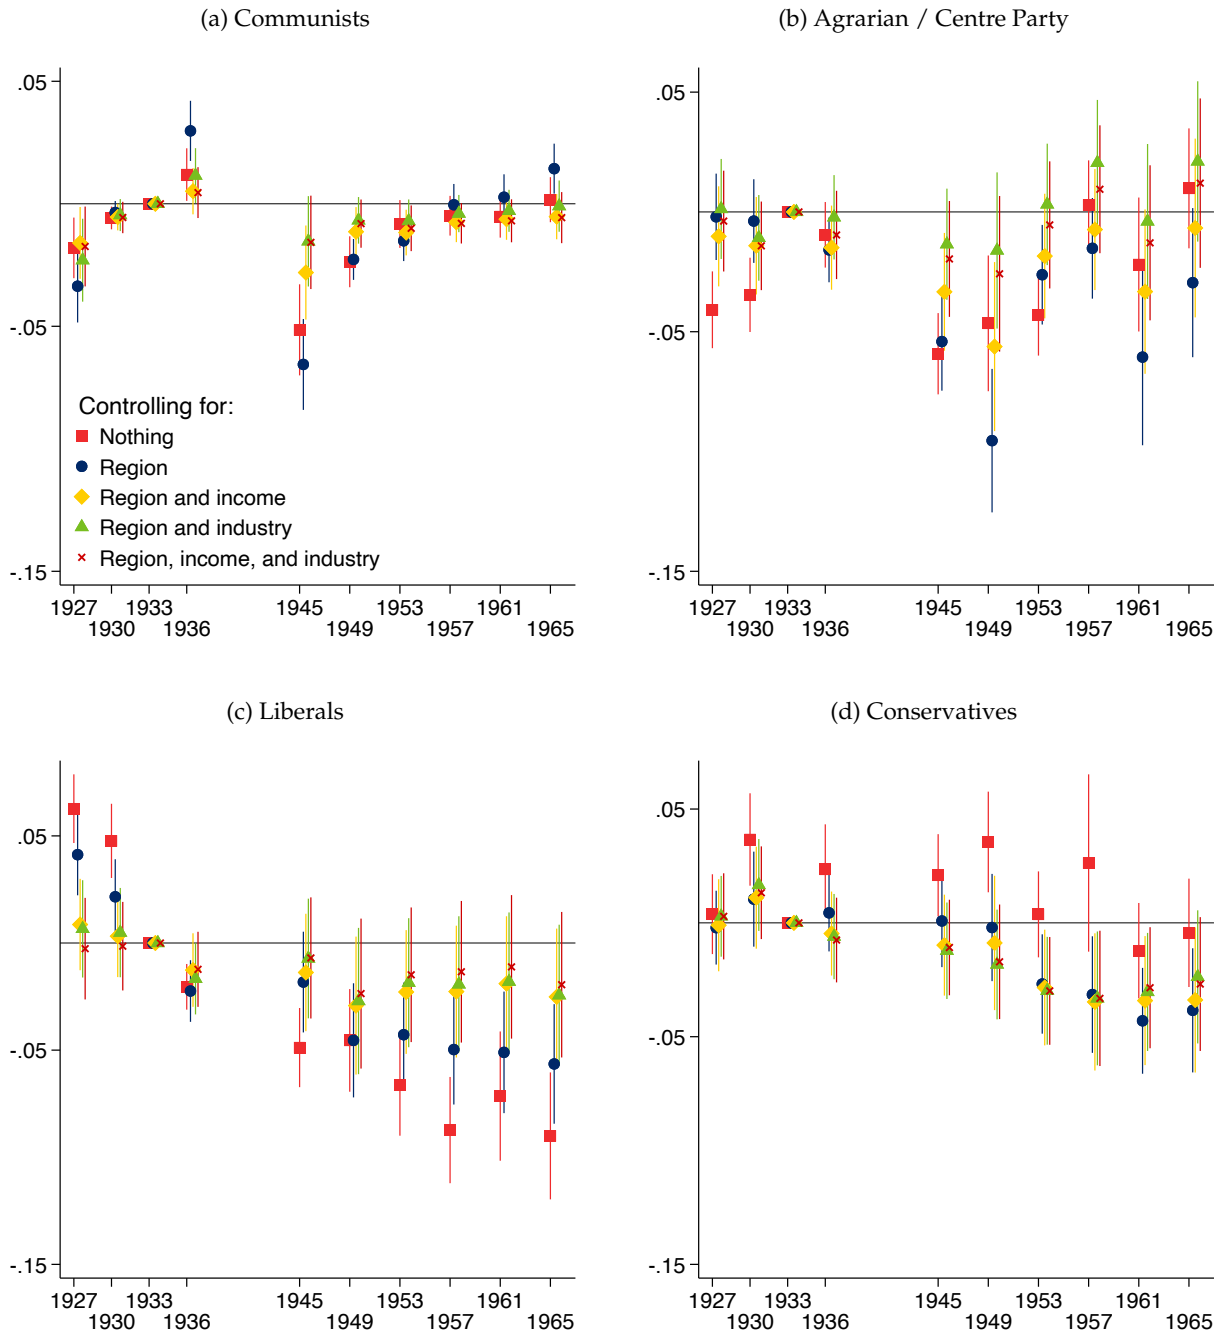 (a) Communists
.05
-.05
-.15
Controlling for:
Nothing
Region
Region and income
Region and industry
Region, income, and industry
1927 1933 1945 1953 1961
1930 1936 1949 1957 1965
(b) Agrarian / Centre Party
.05
-.05
-.15
1927 1933 1945 1953 1961
1930 1936 1949 1957 1965
(c) Liberals
.05
-.05
-.15
1927 1933 1945 1953 1961
1930 1936 1949 1957 1965
(d) Conservatives
.05
-.05
-.15
1927 1933 1945 1953 1961
1930 1936 1949 1957 1965